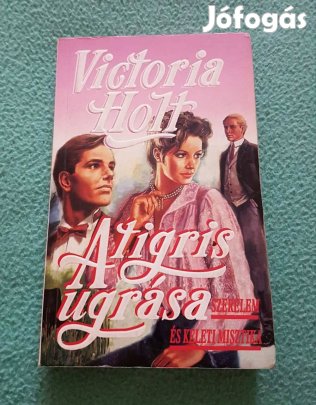 Jófogás
Victoria
Holt
A tigris
ugrása
SZERELEM
ÉS KELETI MISZTIKA